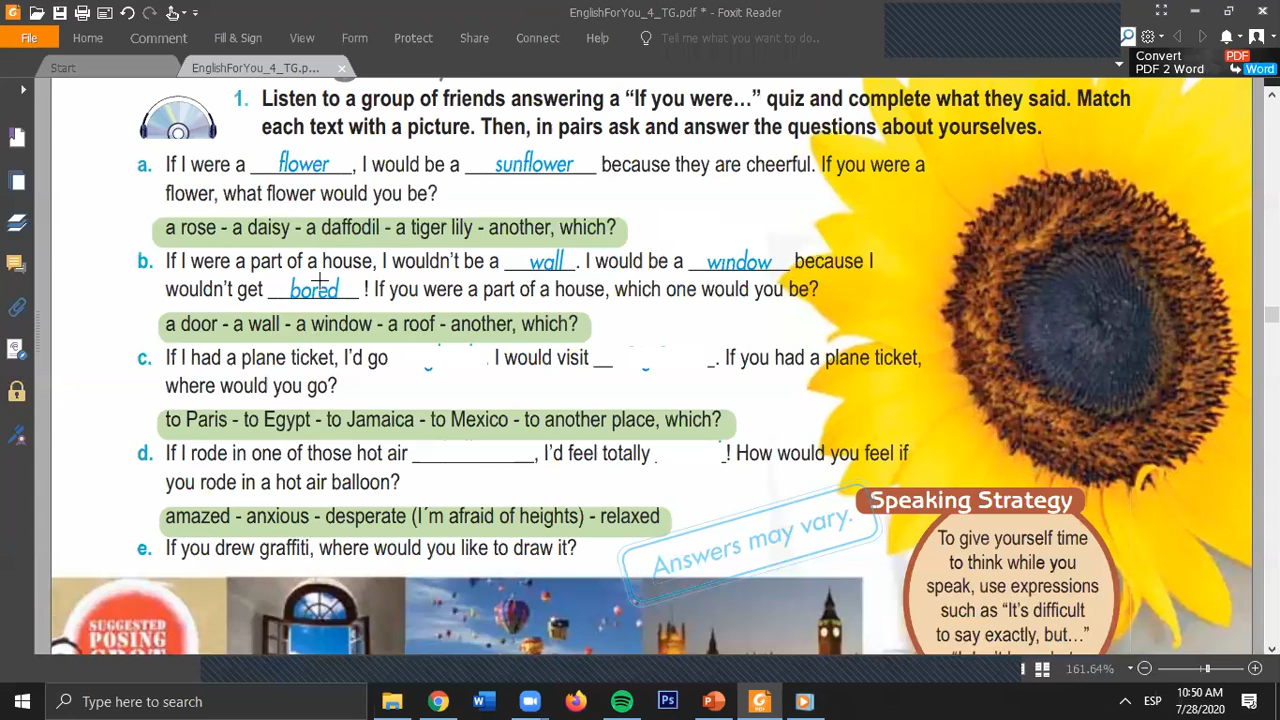 EnglishForYou_4_TG.pdf * - Foxit Reader
File Home Comment Fill & Sign View Form Protect Share Connect Help Tell me what you want to do..
Convert PDF
PDF 2 Word Word
Start EnglishForYou_4_TG.p... ×
1. Listen to a group of friends answering a “If you were…” quiz and complete what they said. Match
each text with a picture. Then, in pairs ask and answer the questions about yourselves.
a. If I were a flower, I would be a sunflower because they are cheerful. If you were a
flower, what flower would you be?
a rose - a daisy - a daffodil - a tiger lily - another, which?
b. If I were a part of a house, I wouldn't be a wall. I would be a window because I
wouldn't get bored ! If you were a part of a house, which one would you be?
a door - a wall - a window - a roof - another, which?
c. If I had a plane ticket, I'd go I would visit __ _. If you had a plane ticket,
where would you go?
to Paris - to Egypt - to Jamaica - to Mexico - to another place, which?
d. If I rode in one of those hot air ___________, I'd feel totally ! How would you feel if
you rode in a hot air balloon?
amazed - anxious - desperate (I´m afraid of heights) - relaxed
e. If you drew graffiti, where would you like to draw it?
Answers may vary.
Speaking Strategy
To give yourself time
to think while you
speak, use expressions
such as “It's difficult
to say exactly, but…”
SUGGESTED
POSING
161.64%
Type here to search
ESP
10:50 AM
7/28/2020